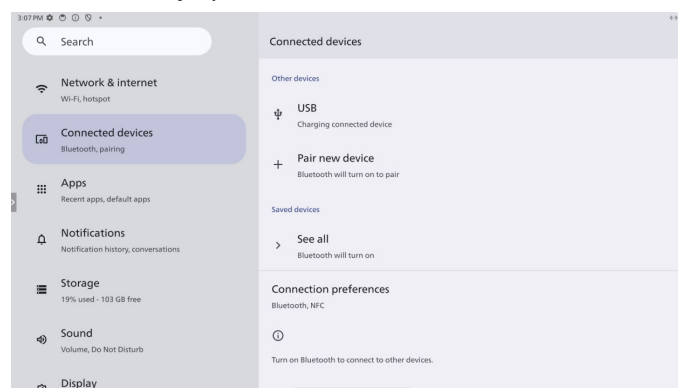 3:07 PM
Search
Network & internet
Wi-Fi, hotspot
Connected devices
Bluetooth, pairing
Apps
Recent apps, default apps
Notifications
Notification history, conversations
Storage
19% used - 103 GB free
Sound
Volume, Do Not Disturb
Display
Connected devices
Other devices
USB
Charging connected device
Pair new device
Bluetooth will turn on to pair
Saved devices
See all
Bluetooth will turn on
Connection preferences
Bluetooth, NFC
Turn on Bluetooth to connect to other devices.